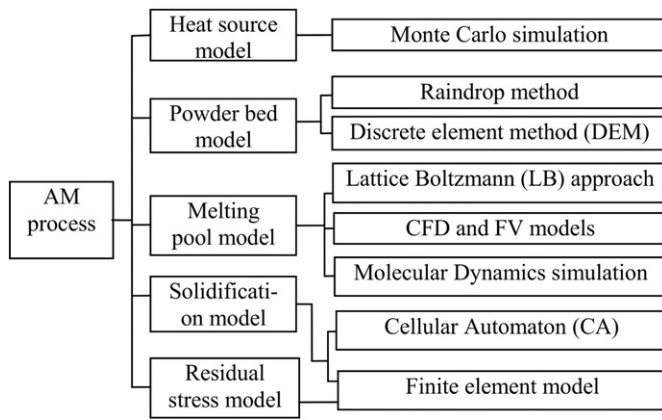 AM
process
Heat source
model
Monte Carlo simulation
Powder bed
model
Raindrop method
Discrete element method (DEM)
Melting
pool model
Lattice Boltzmann (LB) approach
CFD and FV models
Molecular Dynamics simulation
Solidificati-
on model
Cellular Automaton (CA)
Residual
stress model
Finite element model